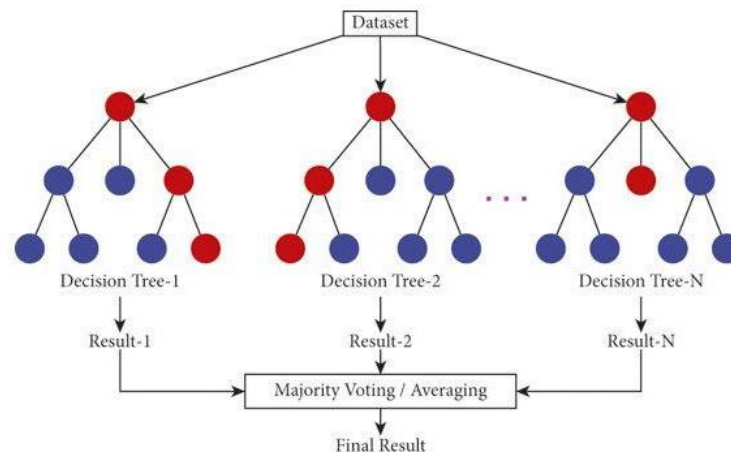 Dataset
. . .
Decision Tree-1
Decision Tree-2
Decision Tree-N
Result-1
Result-2
Result-N
Majority Voting / Averaging
Final Result